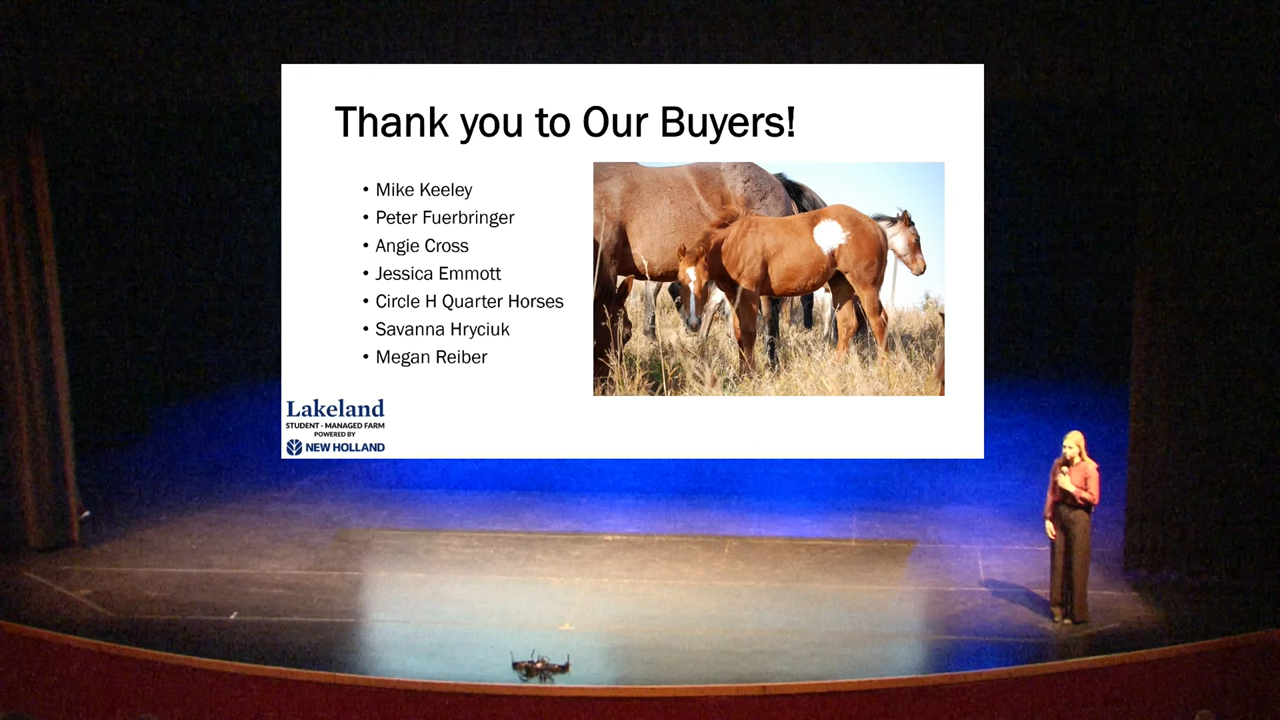 Thank you to Our Buyers!
• Mike Keeley
• Peter Fuerbringer
• Angie Cross
• Jessica Emmott
• Circle H Quarter Horses
• Savanna Hryciuk
• Megan Reiber
Lakeland
STUDENT - MANAGED FARM
POWERED BY
NEW HOLLAND